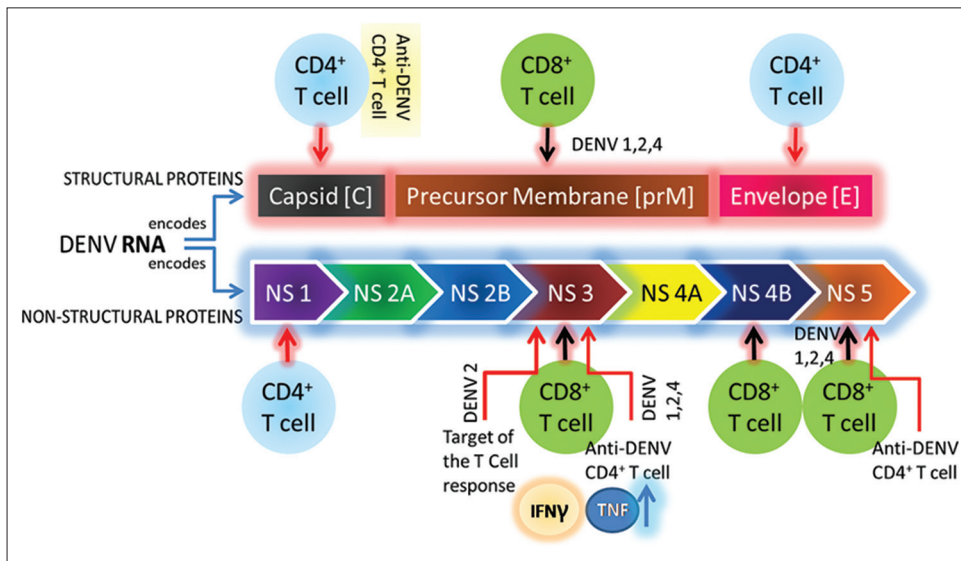 CD4+
T cell
Anti-DENV
CD4+ T cell
CD8+
T cell
DENV 1,2,4
CD4+
T cell
STRUCTURAL PROTEINS
Capsid [C]
Precursor Membrane [prM]
Envelope [E]
encodes
DENV RNA
encodes
NON-STRUCTURAL PROTEINS
NS 1
NS 2A
NS 2B
NS 3
NS 4A
NS 4B
NS 5
CD4+
T cell
DENV 2
Target of
the T Cell
response
CD8+
T cell
DENV
1,2,4
Anti-DENV
CD4+ T cell
IFNγ
TNF
CD8+
T cell
DENV
1,2,4
CD8+
T cell
Anti-DENV
CD4+ T cell